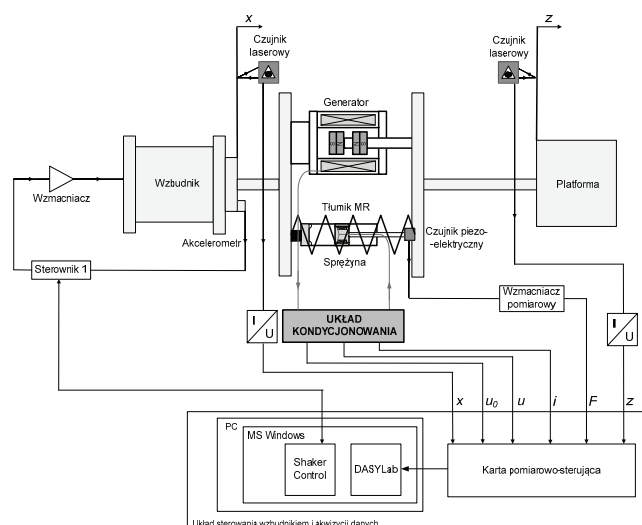 x
z
Czujnik
laserowy
Czujnik
laserowy
Generator
Wzmacniacz
Wzbudnik
Platforma
Tłumik MR
Akcelerometr
Czujnik piezo-
-elektryczny
Sprężyna
Sterownik 1
Wzmacniacz
pomiarowy
I
U
UKŁAD
KONDYCJONOWANIA
I
U
x
u0
u
i
F
z
PC
MS Windows
Shaker
Control
DASYLab
Karta pomiarowo-sterująca
Układ sterowania wzbudnikiem i akwizycji danych